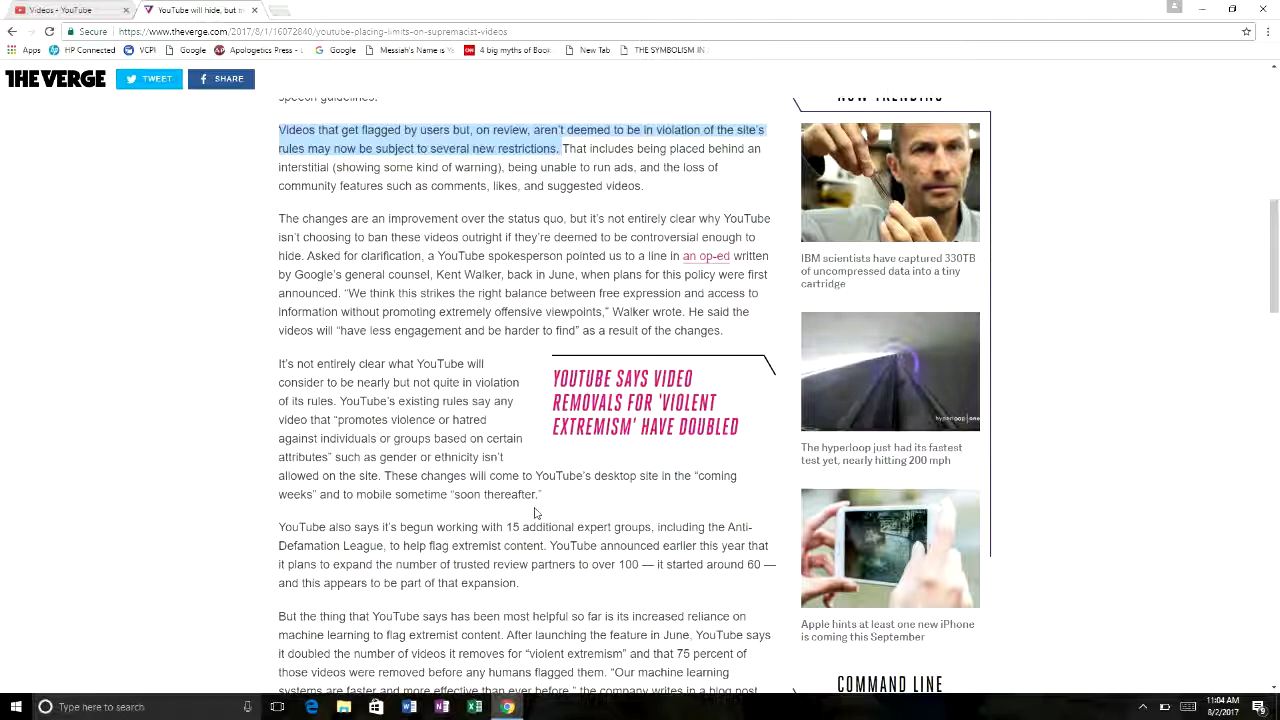 Videos - YouTube
YouTube will hide, but
Secure
https://www.theverge.com/2017/8/1/16072840/youtube-placing-limits-on-supremacist-videos
Apps
HP Connected
VCPI
Google
Apologetics Press - L
Google
Messiah's Name - Y
4 big myths of Book
New Tab
THE SYMBOLISM IN
THE VERGE
TWEET
SHARE
speech guidelines.
Videos that get flagged by users but, on review, aren't deemed to be in violation of the site's
rules may now be subject to several new restrictions. That includes being placed behind an
interstitial (showing some kind of warning), being unable to run ads, and the loss of
community features such as comments, likes, and suggested videos.
The changes are an improvement over the status quo, but it's not entirely clear why YouTube
isn't choosing to ban these videos outright if they're deemed to be controversial enough to
hide. Asked for clarification, a YouTube spokesperson pointed us to a line in an op-ed written
by Google's general counsel, Kent Walker, back in June, when plans for this policy were first
announced. “We think this strikes the right balance between free expression and access to
information without promoting extremely offensive viewpoints,” Walker wrote. He said the
videos will “have less engagement and be harder to find” as a result of the changes.
It's not entirely clear what YouTube will
consider to be nearly but not quite in violation
of its rules. YouTube's existing rules say any
video that “promotes violence or hatred
against individuals or groups based on certain
attributes” such as gender or ethnicity isn't
allowed on the site. These changes will come to YouTube's desktop site in the “coming
weeks” and to mobile sometime “soon thereafter.”
YOUTUBE SAYS VIDEO
REMOVALS FOR 'VIOLENT
EXTREMISM' HAVE DOUBLED
YouTube also says it's begun working with 15 additional expert groups, including the Anti-
Defamation League, to help flag extremist content. YouTube announced earlier this year that
it plans to expand the number of trusted review partners to over 100 — it started around 60 —
and this appears to be part of that expansion.
But the thing that YouTube says has been most helpful so far is its increased reliance on
machine learning to flag extremist content. After launching the feature in June, YouTube says
it doubled the number of videos it removes for “violent extremism” and that 75 percent of
those videos were removed before any humans flagged them. “Our machine learning
systems are faster and more effective than ever before,” the company writes in a blog post
NOW TRENDING
IBM scientists have captured 330TB
of uncompressed data into a tiny
cartridge
hyperloop one
The hyperloop just had its fastest
test yet, nearly hitting 200 mph
Apple hints at least one new iPhone
is coming this September
COMMAND LINE
Type here to search
11:04 AM
8/2/2017